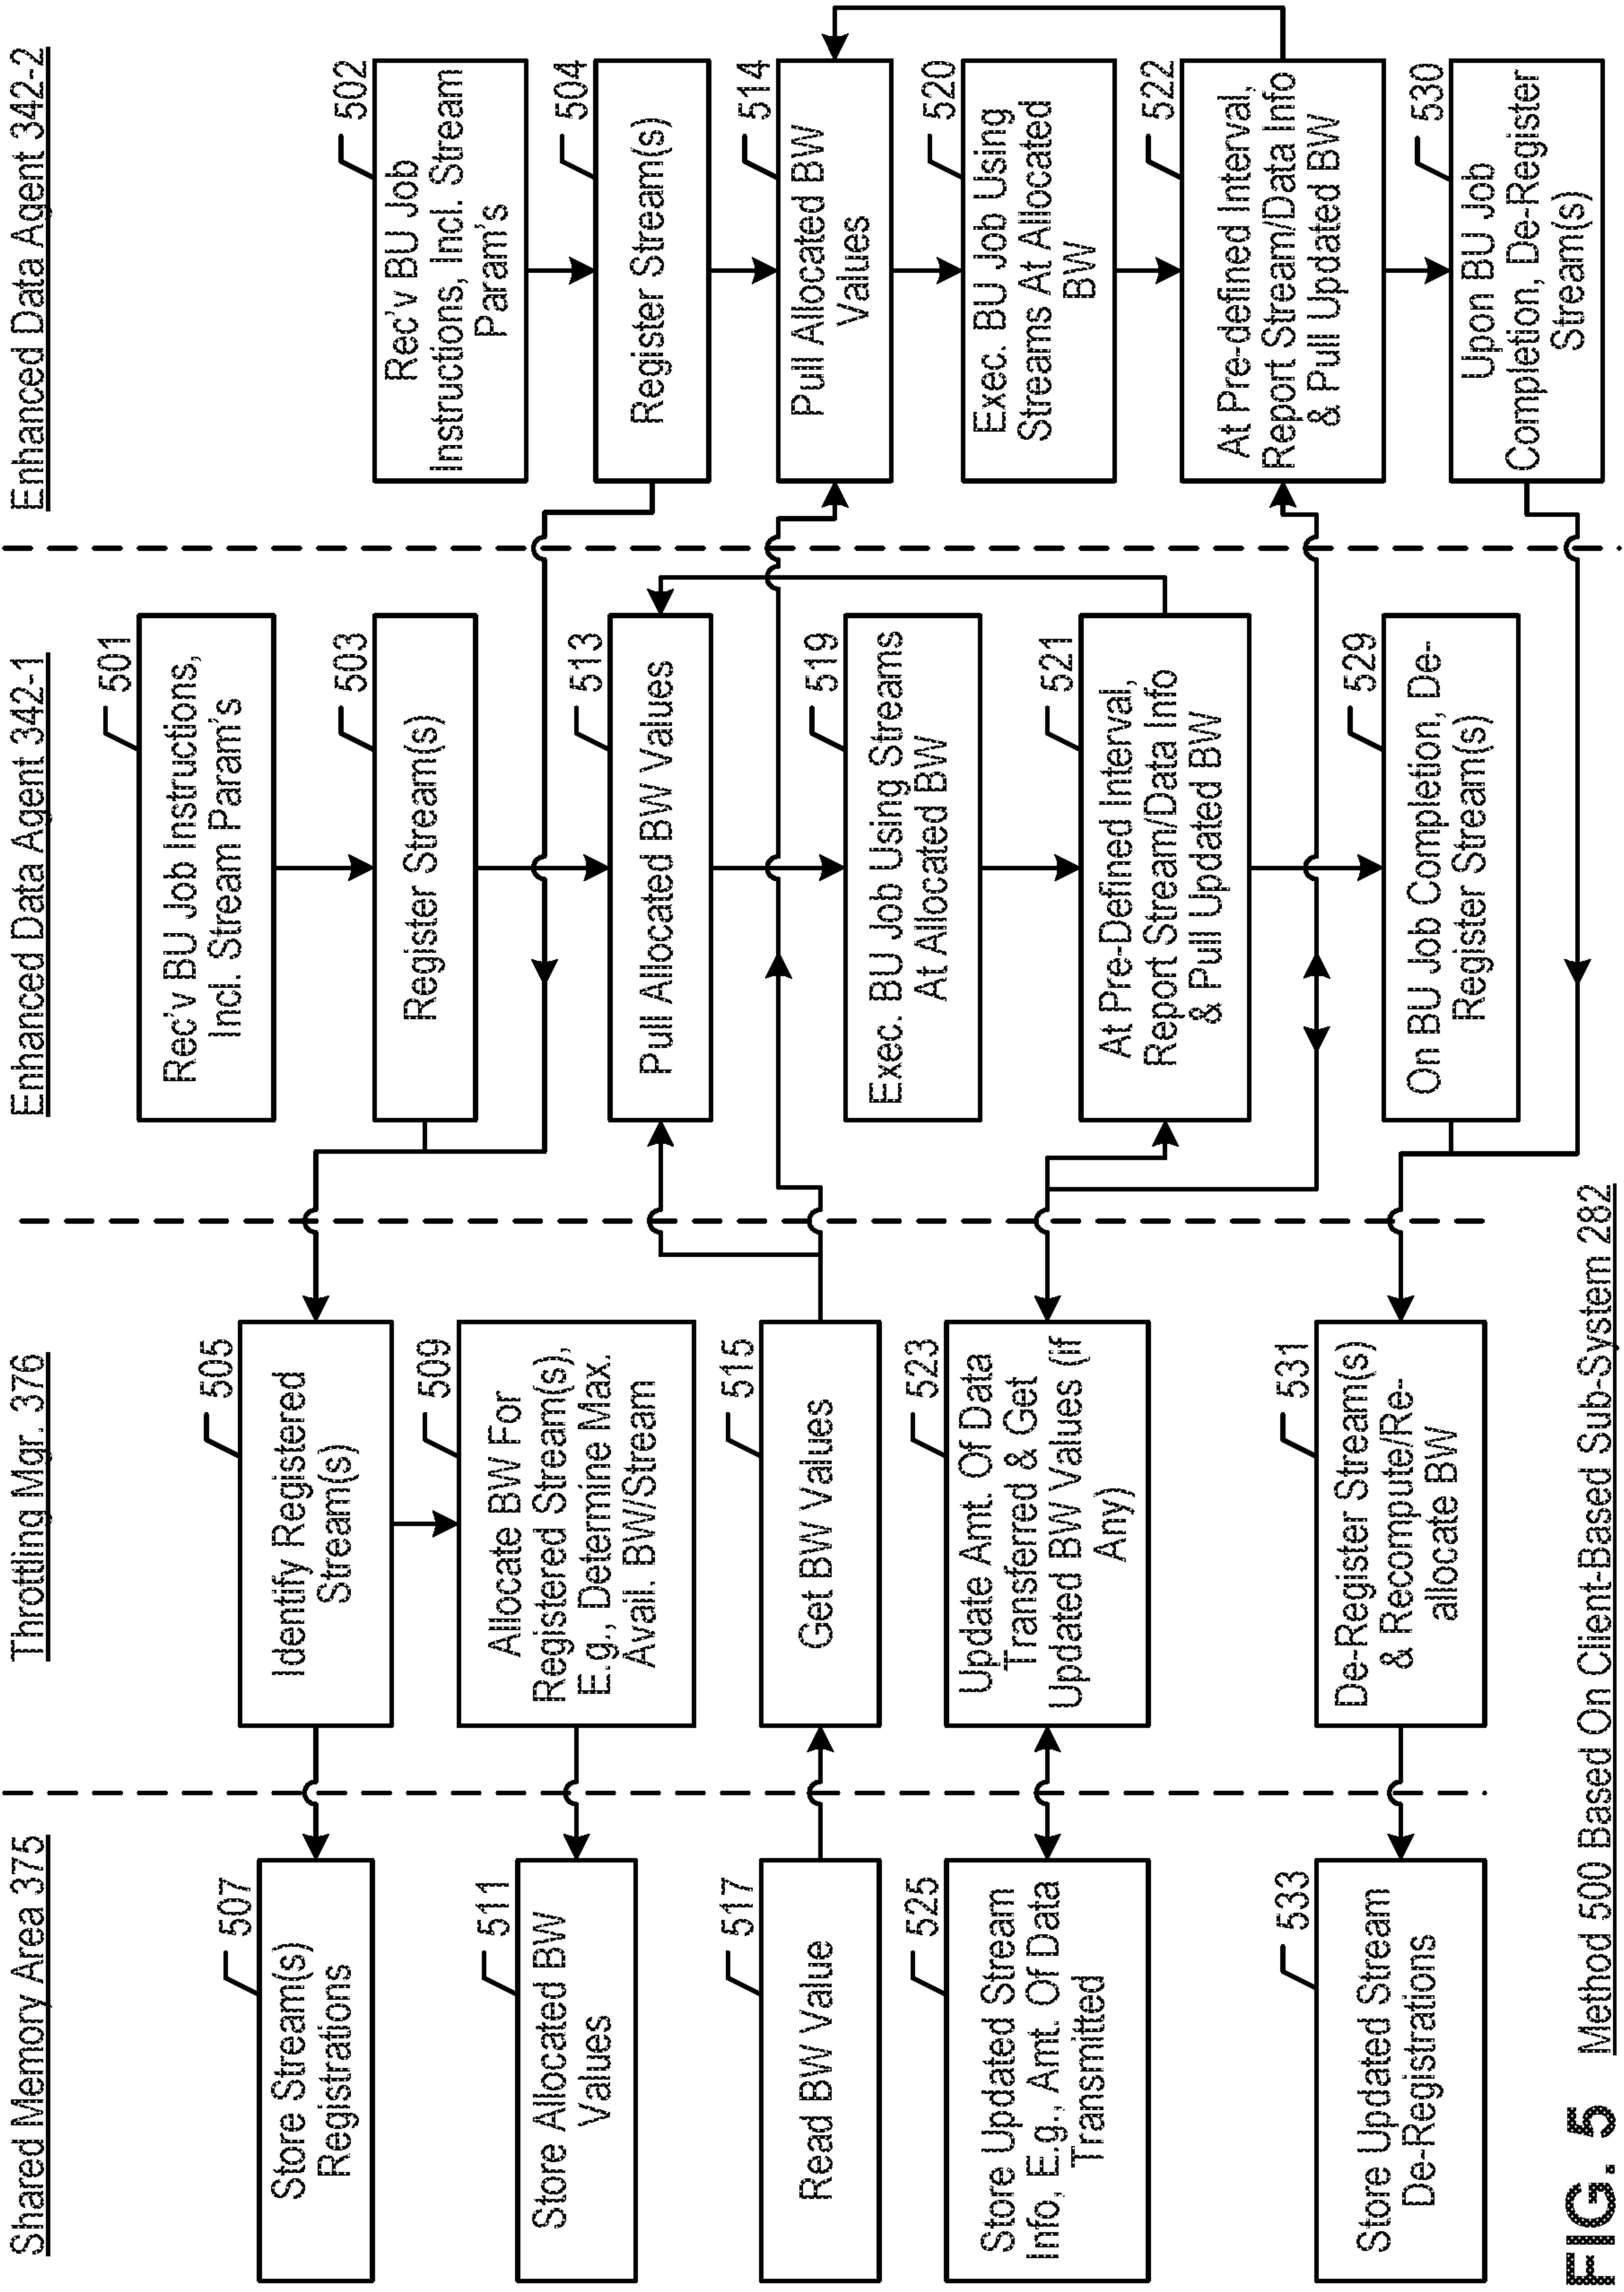 Shared Memory Area 375
Throttling Mgr. 376
Enhanced Data Agent 342-1
Enhanced Data Agent 342-2
501
Rec'v BU Job Instructions,
Incl. Stream Param's
502
Rec'v BU Job
Instructions, Incl. Stream
Param's
503
Register Stream(s)
504
Register Stream(s)
505
Identify Registered
Stream(s)
507
Store Stream(s)
Registrations
509
Allocate BW For
Registered Stream(s),
E.g., Determine Max.
Avail. BW/Stream
511
Store Allocated BW
Values
513
Pull Allocated BW Values
514
Pull Allocated BW
Values
515
Get BW Values
517
Read BW Value
519
Exec. BU Job Using Streams
At Allocated BW
520
Exec. BU Job Using
Streams At Allocated
BW
521
At Pre-Defined Interval,
Report Stream/Data Info
& Pull Updated BW
522
At Pre-defined Interval,
Report Stream/Data Info
& Pull Updated BW
523
Update Amt. Of Data
Transferred & Get
Updated BW Values (if
Any)
525
Store Updated Stream
Info, E.g., Amt. Of Data
Transmitted
529
On BU Job Completion, De-
Register Stream(s)
530
Upon BU Job
Completion, De-Register
Stream(s)
531
De-Register Stream(s)
& Recompute/Re-
allocate BW
533
Store Updated Stream
De-Registrations
FIG. 5
Method 500 Based On Client-Based Sub-System 282